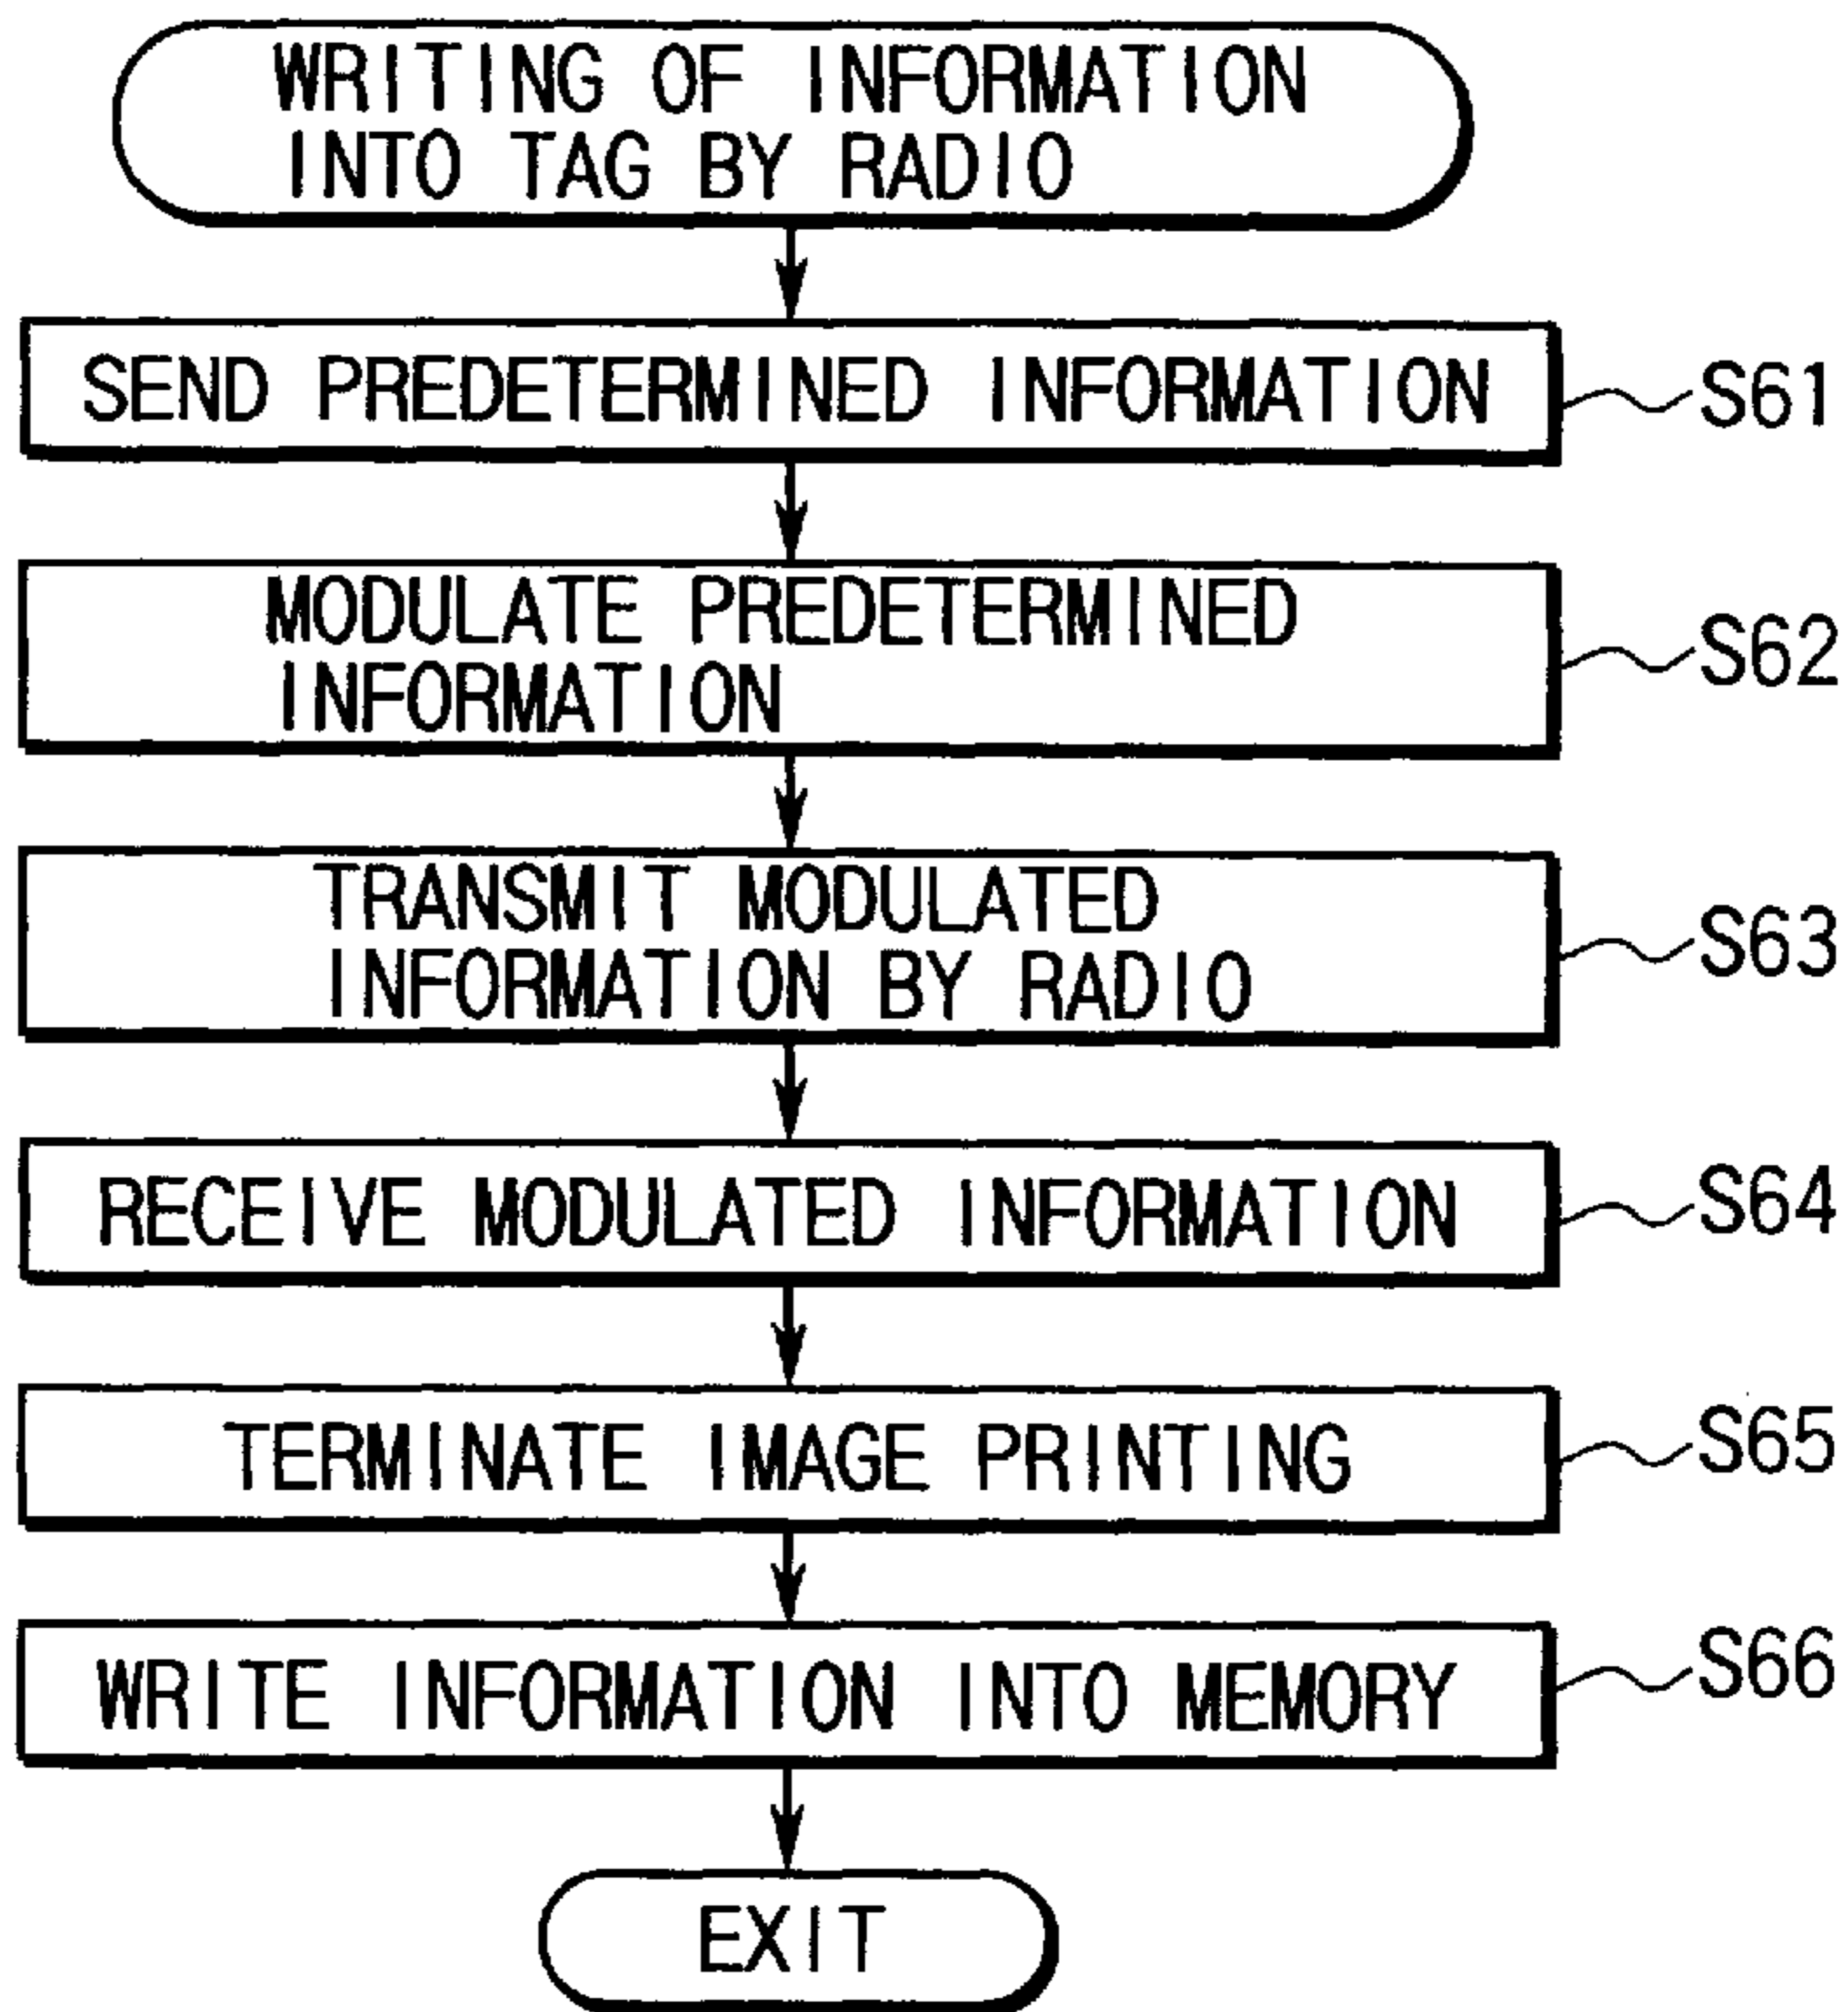 WRITING OF INFORMATION
INTO TAG BY RADIO
SEND PREDETERMINED INFORMATION
S61
MODULATE PREDETERMINED
INFORMATION
S62
TRANSMIT MODULATED
INFORMATION BY RADIO
S63
RECEIVE MODULATED INFORMATION
S64
TERMINATE IMAGE PRINTING
S65
WRITE INFORMATION INTO MEMORY
S66
EXIT